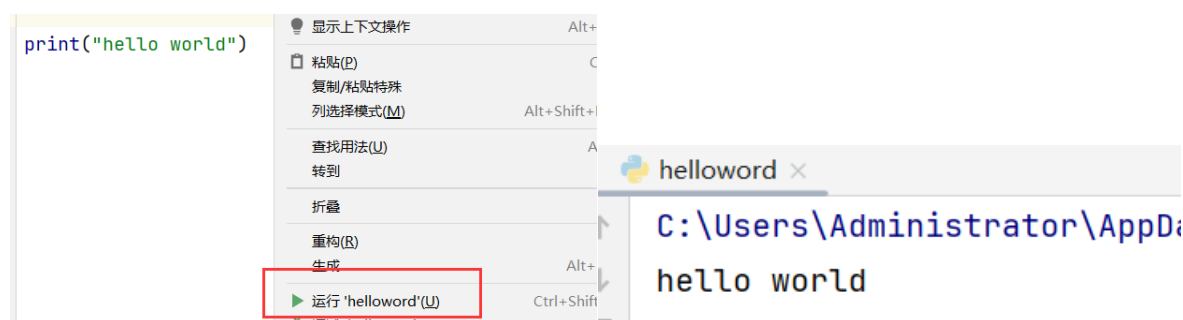 print("hello world")
显示上下文操作 Alt+
粘贴(P) C
复制/粘贴特殊
列选择模式(M) Alt+Shift+
查找用法(U) A
转到
折叠
重构(R)
生成 Alt+
运行 'helloword'(U) Ctrl+Shift
helloword
C:\Users\Administrator\AppDa
hello world